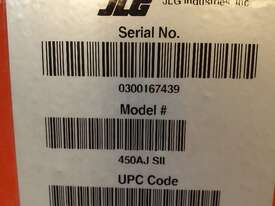 JLG JLG Industries, Inc
Serial No.
0300167439
Model #
450AJ SII
UPC Code